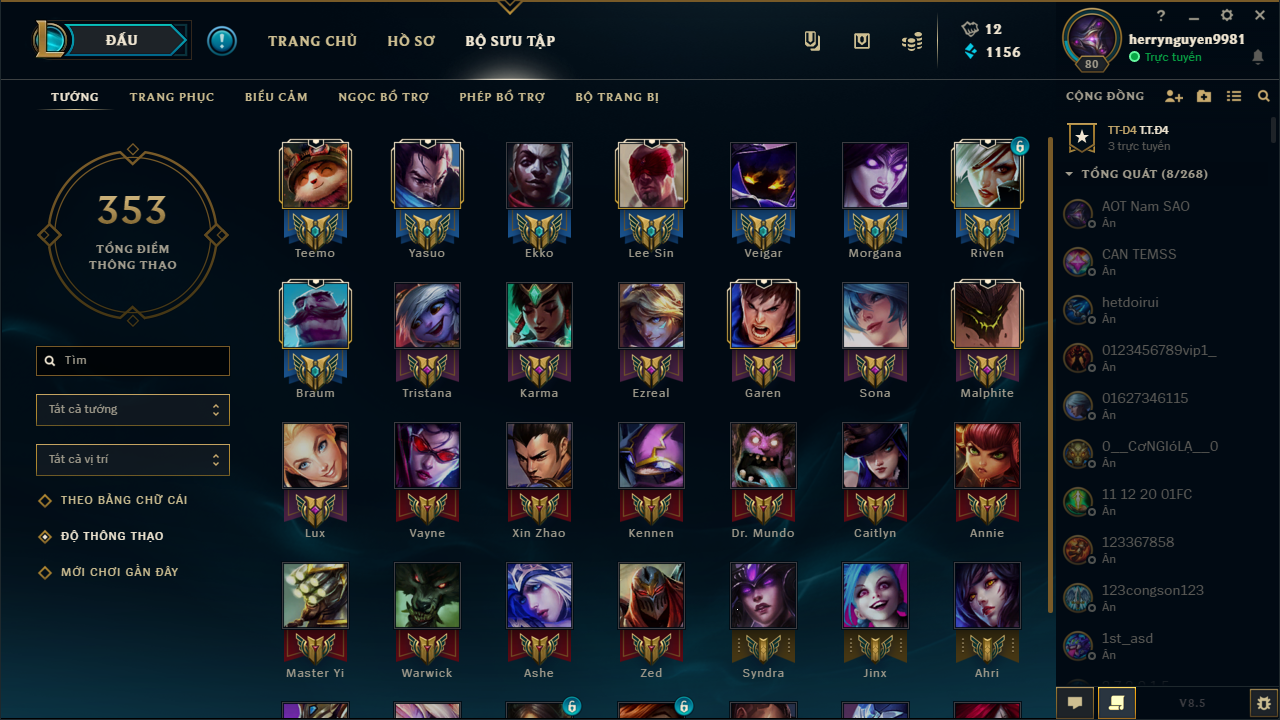 ĐẤU
TRANG CHỦ
HỒ SƠ
BỘ SƯU TẬP
12
1156
80
herrynguyen9981
Trực tuyến
TƯỚNG
TRANG PHỤC
BIỂU CẢM
NGỌC BỔ TRỢ
PHÉP BỔ TRỢ
BỘ TRANG BỊ
353
TỔNG ĐIỂM
THÔNG THẠO
Tìm
Tất cả tướng
Tất cả vị trí
THEO BẢNG CHỮ CÁI
ĐỘ THÔNG THẠO
MỚI CHƠI GẦN ĐÂY
6
Teemo
Yasuo
Ekko
Lee Sin
Veigar
Morgana
Riven
Braum
Tristana
Karma
Ezreal
Garen
Sona
Malphite
Lux
Vayne
Xin Zhao
Kennen
Dr. Mundo
Caitlyn
Annie
Master Yi
Warwick
Ashe
Zed
Syndra
Jinx
Ahri
6
6
CỘNG ĐỒNG
TT-Đ4 T.T.Đ4
3 trực tuyến
TỔNG QUÁT (8/268)
AOT Nam SAO
Ẩn
CAN TEMSS
Ẩn
hetdoirui
Ẩn
0123456789vip1_
Ẩn
01627346115
Ẩn
0__CơNGlóLA__0
Ẩn
11 12 20 01FC
Ẩn
123367858
Ẩn
123congson123
Ẩn
1st_asd
Ẩn
V8.5